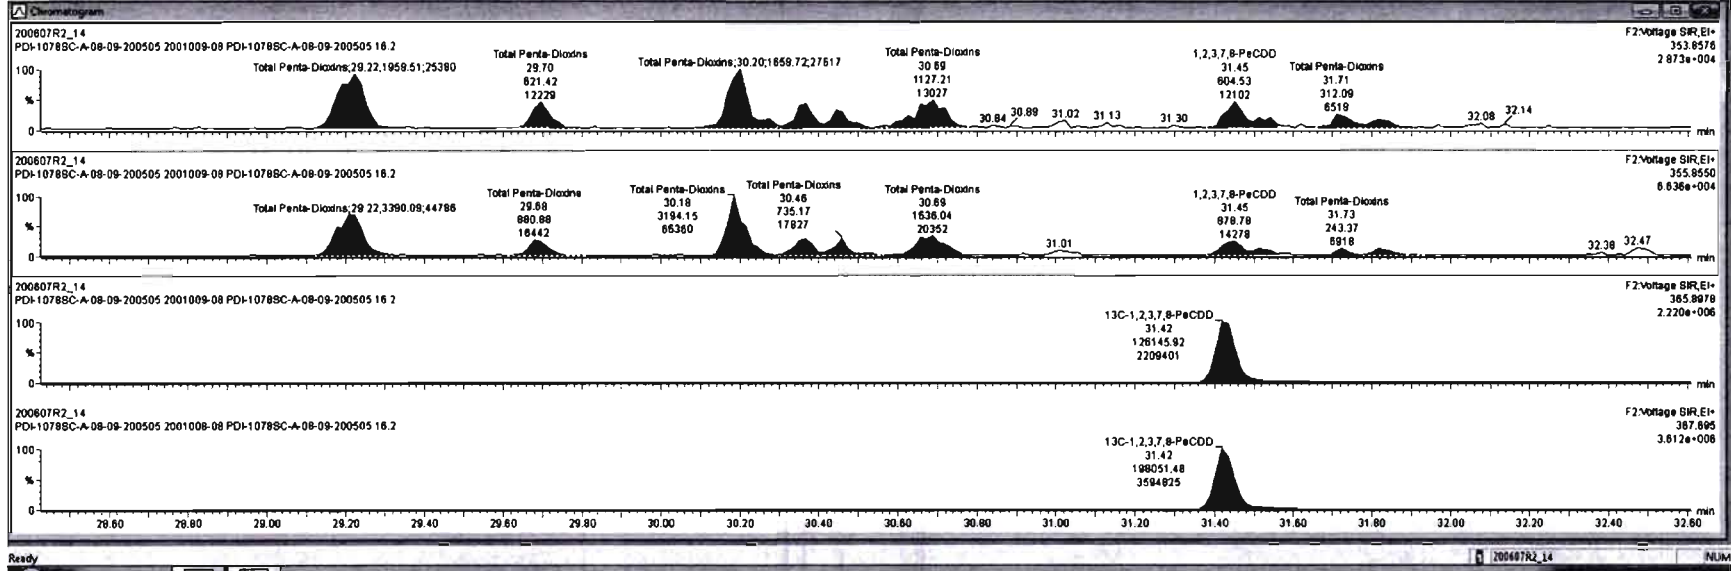 Chromatogram
200607R2_14
PDI-1078SC-A-08-09-200505 2001009-08 PDI-1078SC-A-08-09-200505 16.2
F2:Voltage SIR,EI+
353.8576
2.873e+004
Total Penta-Dioxins;29.22;1958.51;25380
Total Penta-Dioxins
29.70
621.42
12229
Total Penta-Dioxins;30.20;1658.72;27617
Total Penta-Dioxins
30.69
1127.21
13027
30.84
30.89
31.02
31.13
31.30
1,2,3,7,8-PeCDD
31.45
604.53
12102
Total Penta-Dioxins
31.71
312.09
6519
32.08
32.14
100
%
0
min
200607R2_14
PDI-1078SC-A-08-09-200505 2001009-08 PDI-1078SC-A-08-09-200505 16.2
F2:Voltage SIR,EI+
355.8550
6.636e+004
Total Penta-Dioxins;29.22;3390.09;44786
Total Penta-Dioxins
29.68
880.88
16442
Total Penta-Dioxins
30.18
3194.15
66360
Total Penta-Dioxins
30.46
735.17
17827
Total Penta-Dioxins
30.69
1636.04
20352
31.01
1,2,3,7,8-PeCDD
31.45
878.78
14278
Total Penta-Dioxins
31.73
243.37
6918
32.38
32.47
100
%
0
min
200607R2_14
PDI-1078SC-A-08-09-200505 2001009-08 PDI-1078SC-A-08-09-200505 16.2
F2:Voltage SIR,EI+
365.8978
2.220e+006
13C-1,2,3,7,8-PeCDD
31.42
126145.92
2209401
100
%
0
min
200607R2_14
PDI-1078SC-A-08-09-200505 2001009-08 PDI-1078SC-A-08-09-200505 16.2
F2:Voltage SIR,EI+
367.895
3.612e+006
13C-1,2,3,7,8-PeCDD
31.42
198051.48
3594825
100
%
0
28.60 28.80 29.00 29.20 29.40 29.60 29.80 30.00 30.20 30.40 30.60 30.80 31.00 31.20 31.40 31.60 31.80 32.00 32.20 32.40 32.60
min
Ready
200607R2_14
NUM